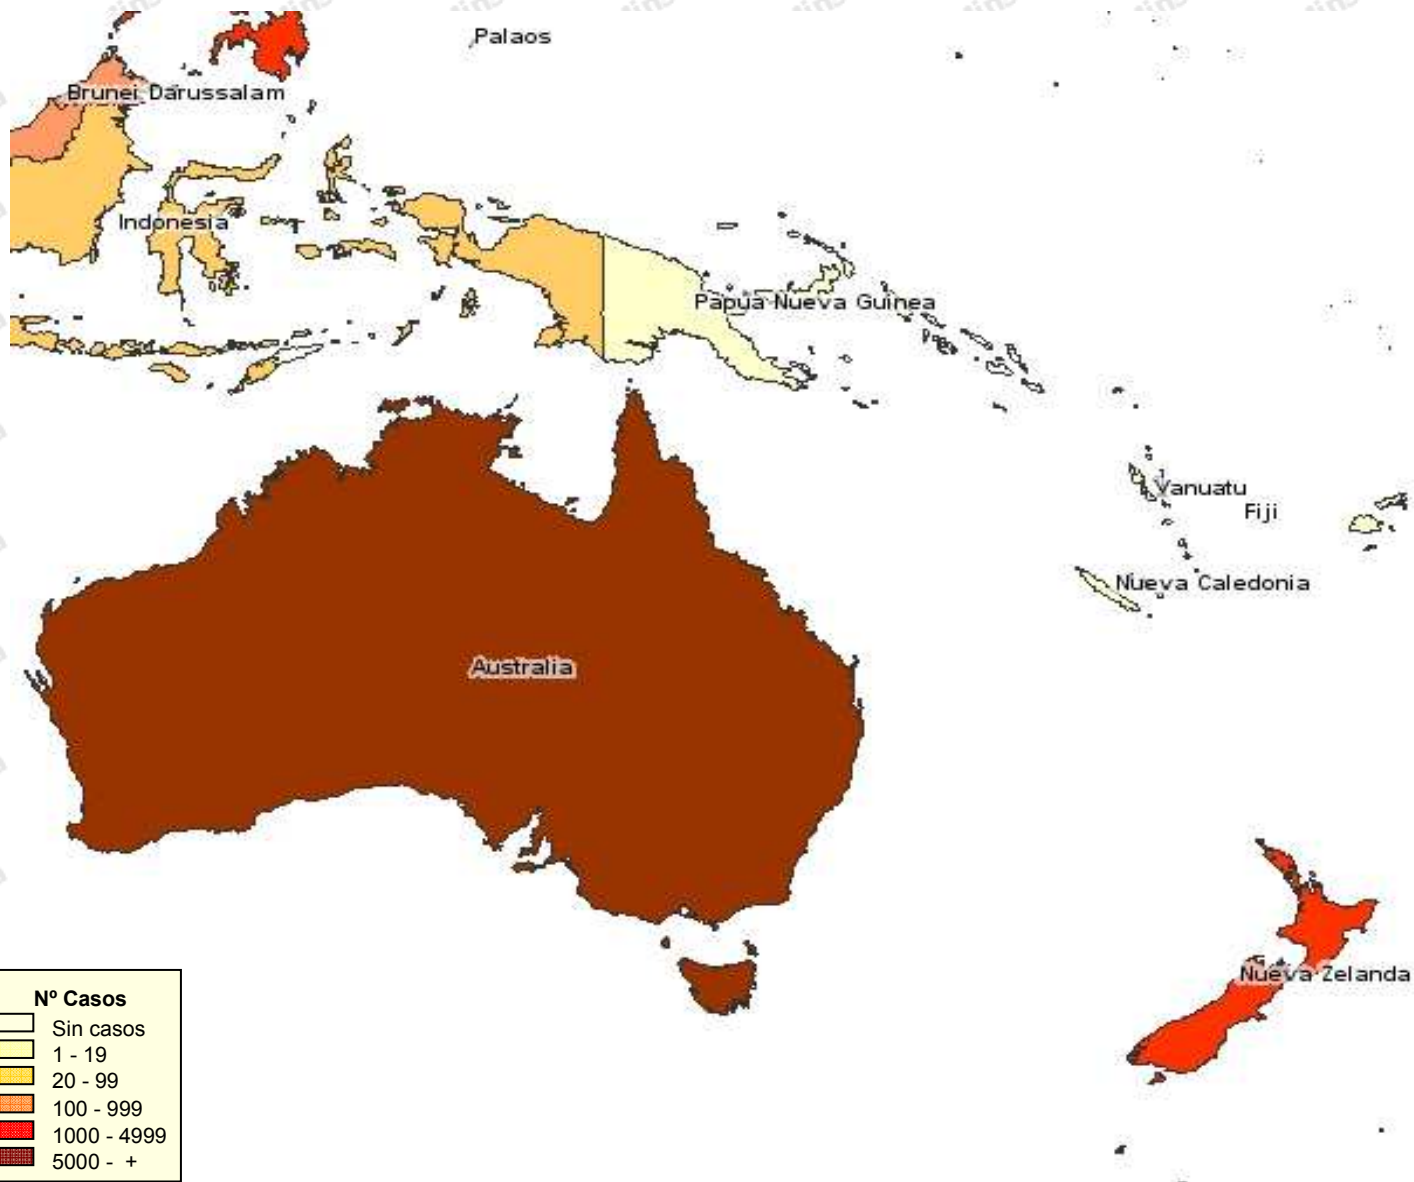 Palaos
Brunei Darussalam
Indonesia
Papua Nueva Guinea
Vanuatu
Fiji
Nueva Caledonia
Australia
Nueva Zelanda
Nº Casos
Sin casos
1 - 19
20 - 99
100 - 999
1000 - 4999
5000 - +